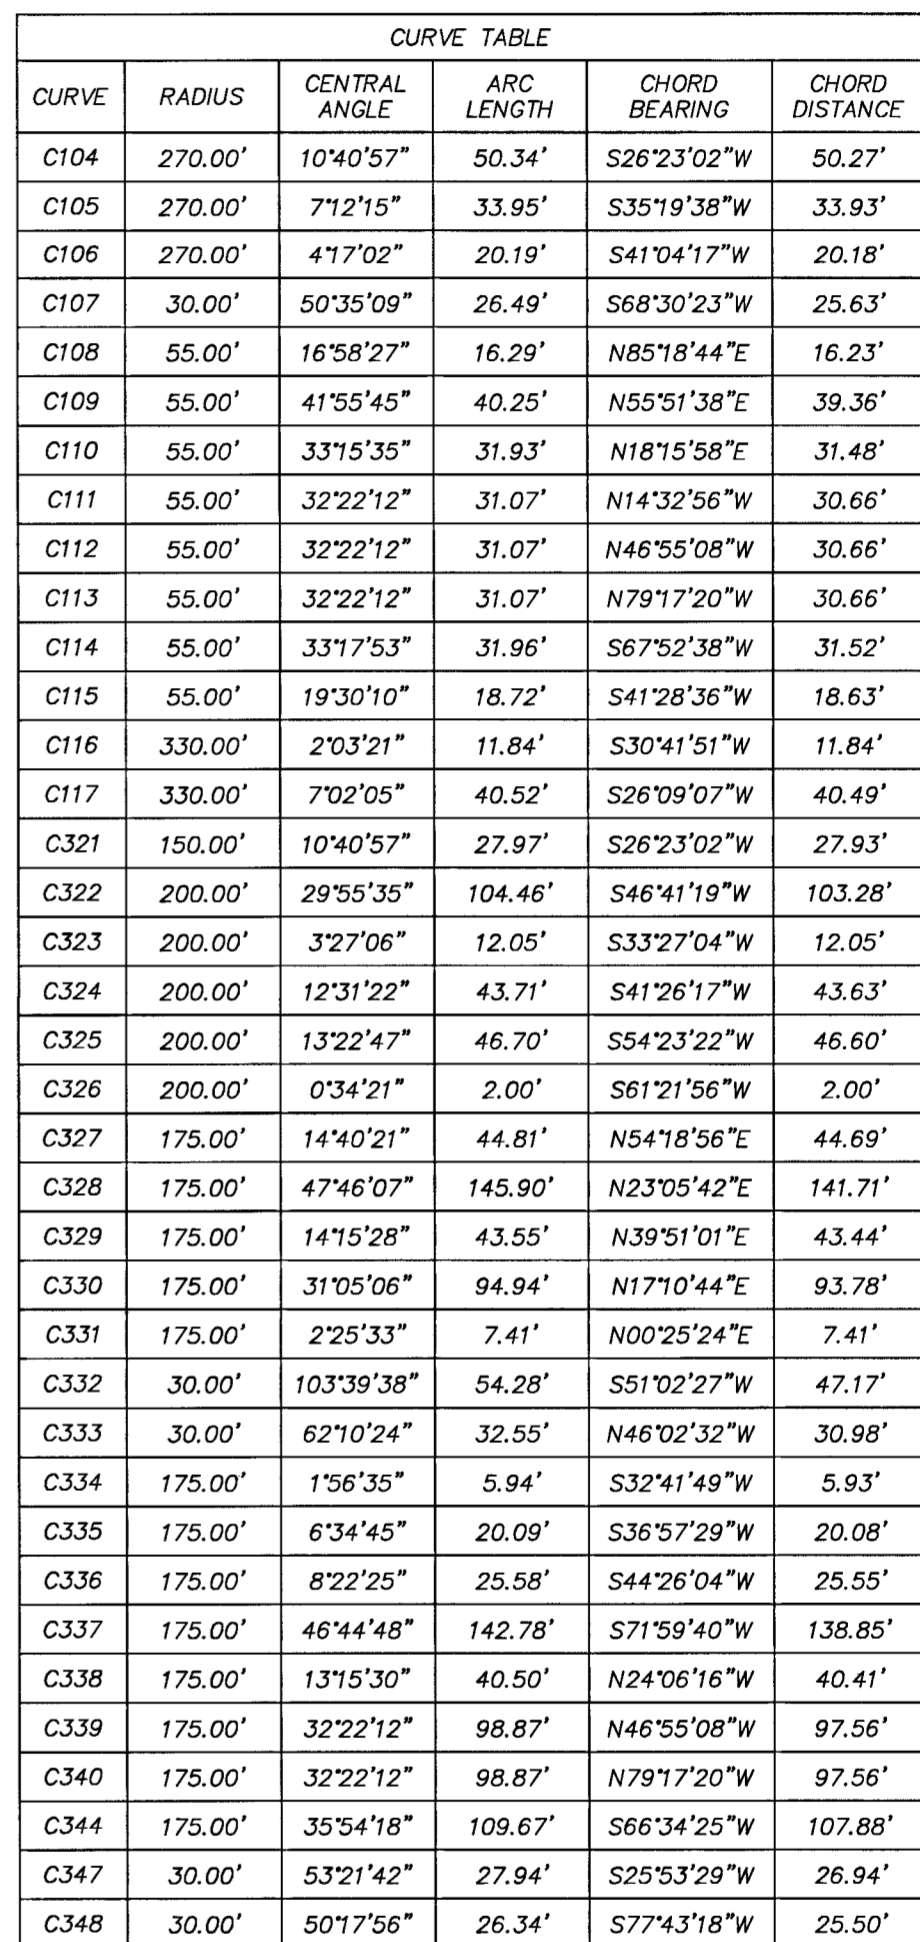 CURVE TABLE
CURVE RADIUS CENTRAL ANGLE ARC LENGTH CHORD BEARING CHORD DISTANCE
C104 270.00' 10°40'57" 50.34' S26°23'02"W 50.27'
C105 270.00' 7°12'15" 33.95' S35°19'38"W 33.93'
C106 270.00' 4°17'02" 20.19' S41°04'17"W 20.18'
C107 30.00' 50°35'09" 26.49' S68°30'23"W 25.63'
C108 55.00' 16°58'27" 16.29' N85°18'44"E 16.23'
C109 55.00' 41°55'45" 40.25' N55°51'38"E 39.36'
C110 55.00' 33°15'35" 31.93' N18°15'58"E 31.48'
C111 55.00' 32°22'12" 31.07' N14°32'56"W 30.66'
C112 55.00' 32°22'12" 31.07' N46°55'08"W 30.66'
C113 55.00' 32°22'12" 31.07' N79°17'20"W 30.66'
C114 55.00' 33°17'53" 31.96' S67°52'38"W 31.52'
C115 55.00' 19°30'10" 18.72' S41°28'36"W 18.63'
C116 330.00' 2°03'21" 11.84' S30°41'51"W 11.84'
C117 330.00' 7°02'05" 40.52' S26°09'07"W 40.49'
C321 150.00' 10°40'57" 27.97' S26°23'02"W 27.93'
C322 200.00' 29°55'35" 104.46' S46°41'19"W 103.28'
C323 200.00' 3°27'06" 12.05' S33°27'04"W 12.05'
C324 200.00' 12°31'22" 43.71' S41°26'17"W 43.63'
C325 200.00' 13°22'47" 46.70' S54°23'22"W 46.60'
C326 200.00' 0°34'21" 2.00' S61°21'56"W 2.00'
C327 175.00' 14°40'21" 44.81' N54°18'56"E 44.69'
C328 175.00' 47°46'07" 145.90' N23°05'42"E 141.71'
C329 175.00' 14°15'28" 43.55' N39°51'01"E 43.44'
C330 175.00' 31°05'06" 94.94' N17°10'44"E 93.78'
C331 175.00' 2°25'33" 7.41' N00°25'24"E 7.41'
C332 30.00' 103°39'38" 54.28' S51°02'27"W 47.17'
C333 30.00' 62°10'24" 32.55' N46°02'32"W 30.98'
C334 175.00' 1°56'35" 5.94' S32°41'49"W 5.93'
C335 175.00' 6°34'45" 20.09' S36°57'29"W 20.08'
C336 175.00' 8°22'25" 25.58' S44°26'04"W 25.55'
C337 175.00' 46°44'48" 142.78' S71°59'40"W 138.85'
C338 175.00' 13°15'30" 40.50' N24°06'16"W 40.41'
C339 175.00' 32°22'12" 98.87' N46°55'08"W 97.56'
C340 175.00' 32°22'12" 98.87' N79°17'20"W 97.56'
C344 175.00' 35°54'18" 109.67' S66°34'25"W 107.88'
C347 30.00' 53°21'42" 27.94' S25°53'29"W 26.94'
C348 30.00' 50°17'56" 26.34' S77°43'18"W 25.50'